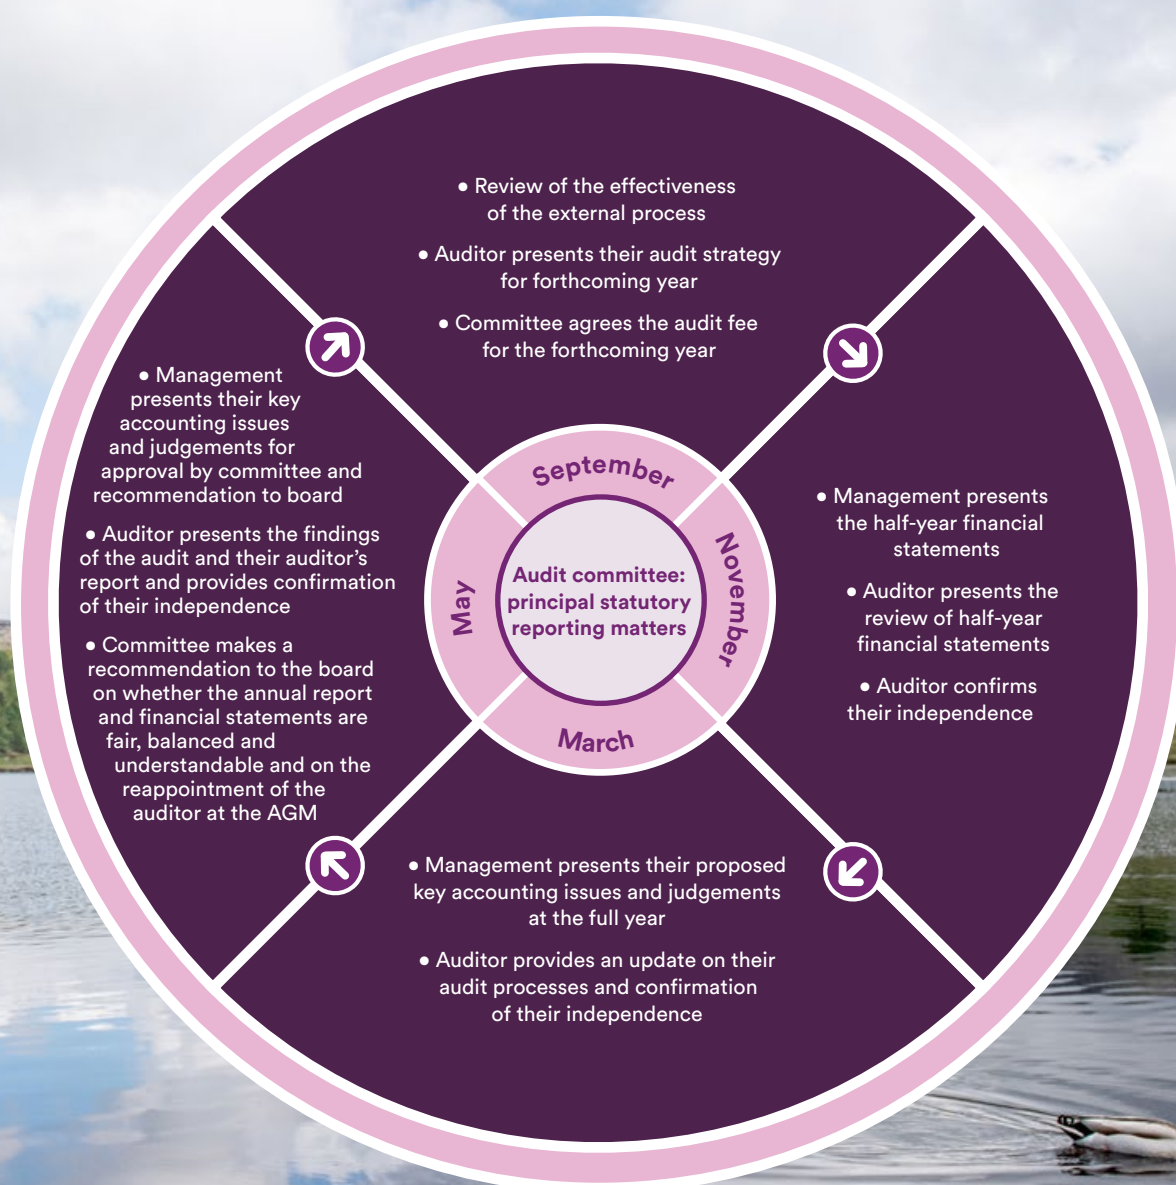 • Review of the effectiveness
of the external process
• Auditor presents their audit strategy
for forthcoming year
• Committee agrees the audit fee
for the forthcoming year
• Management presents
the half-year financial
statements
• Auditor presents the
review of half-year
financial statements
• Auditor confirms
their independence
• Management presents their proposed
key accounting issues and judgements
at the full year
• Auditor provides an update on their
audit processes and confirmation
of their independence
• Management
presents their key
accounting issues
and judgements for
approval by committee and
recommendation to board
• Auditor presents the findings
of the audit and their auditor’s
report and provides confirmation
of their independence
• Committee makes a
recommendation to the board
on whether the annual report
and financial statements are
fair, balanced and
understandable and on the
reappointment of the
auditor at the AGM
September
November
March
May
Audit committee:
principal statutory
reporting matters